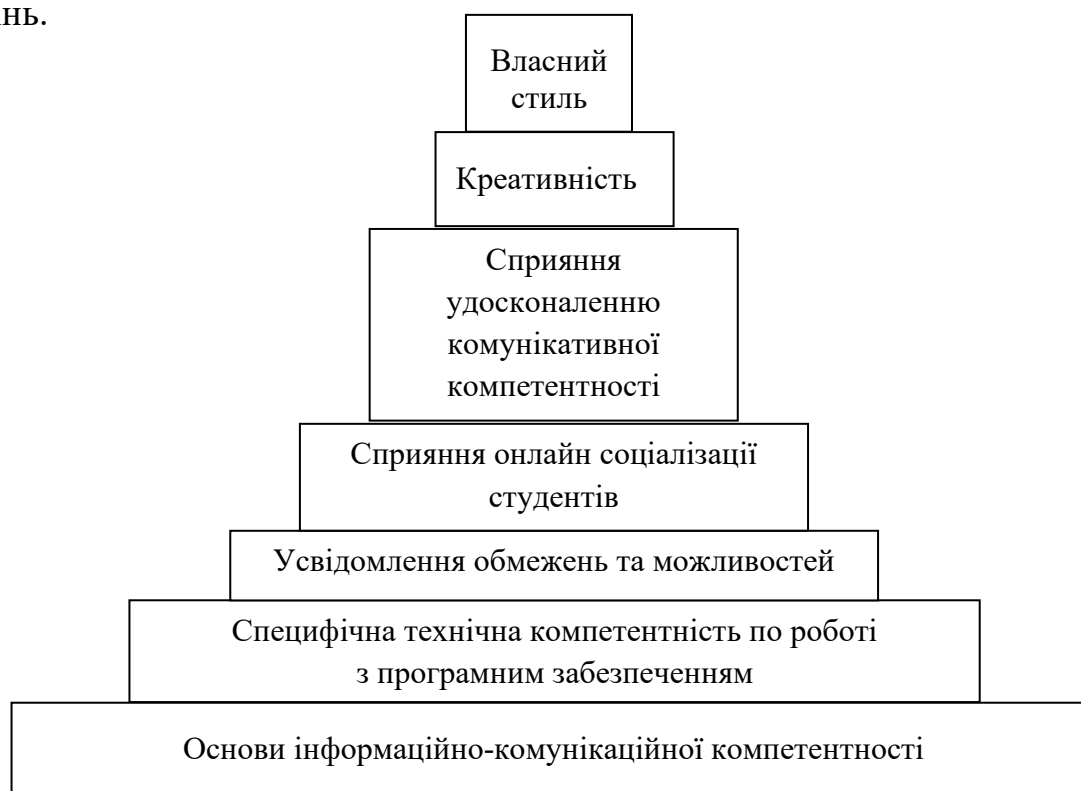 нь.
Власний
стиль
Креативність
Сприяння
удосконаленню
комунікативної
компетентності
Сприяння онлайн соціалізації
студентів
Усвідомлення обмежень та можливостей
Специфічна технічна компетентність по роботі
з програмним забезпеченням
Основи інформаційно-комунікаційної компетентності